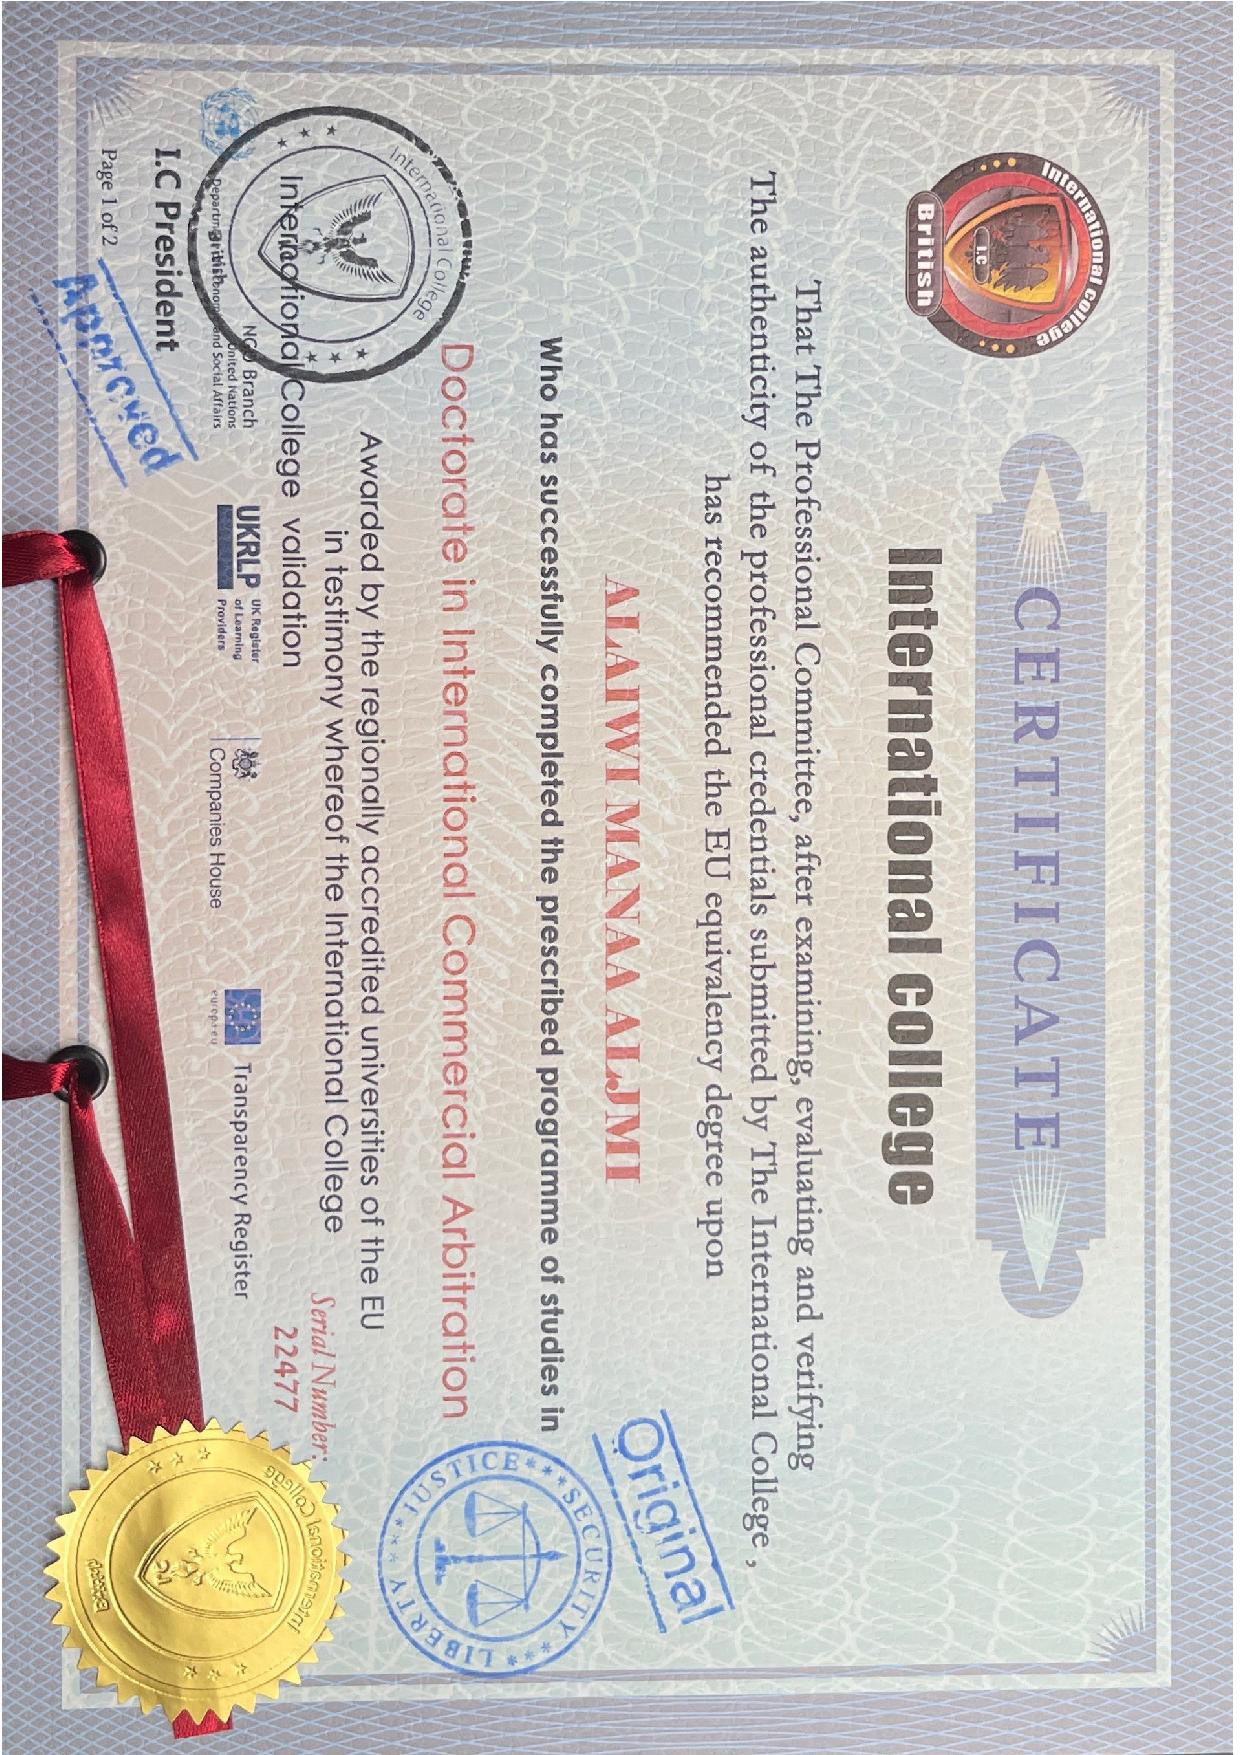 International college
I.C
British
CERTIFICATE
International college
That The Professional Committee, after examining, evaluating and verifying
The authenticity of the professional credentials submitted by The International College ,
has recommended the EU equivalency degree upon
Original
ALAIWI MANAA ALJMI
Who has successfully completed the prescribed programme of studies in
SECURITY *** LIBERTY *** JUSTICE ***
Doctorate in International Commercial Arbitration
International College
British
Awarded by the regionally accredited universities of the EU
in testimony whereof the International College
Serial Number:
22477
International College validation
NGO Branch
United Nations
Department of Economic and Social Affairs
UKRLP
UK Register
of Learning
Providers
Companies House
europa.eu
Transparency Register
International College
I.C
British
I.C President
Page 1 of 2
Approved